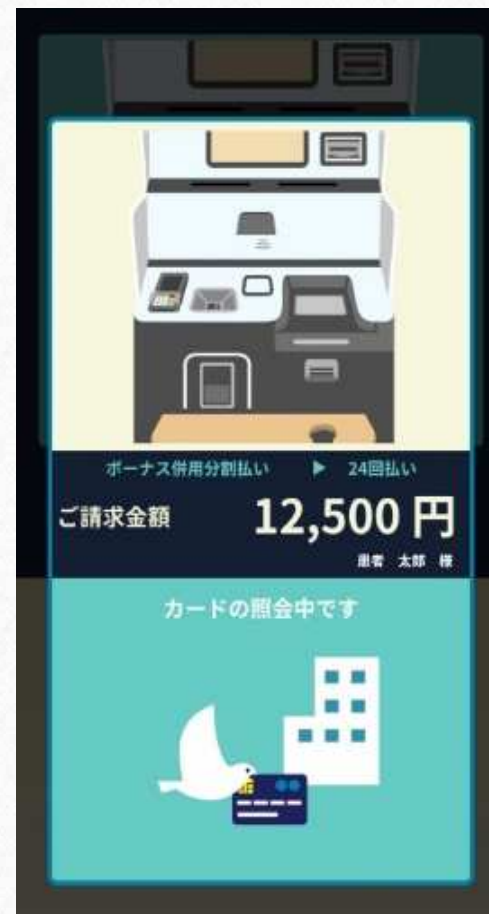 ボーナス併用分割払い ▶ 24回払い
ご請求金額 12,500 円
患者 太郎 様
カードの照会中です